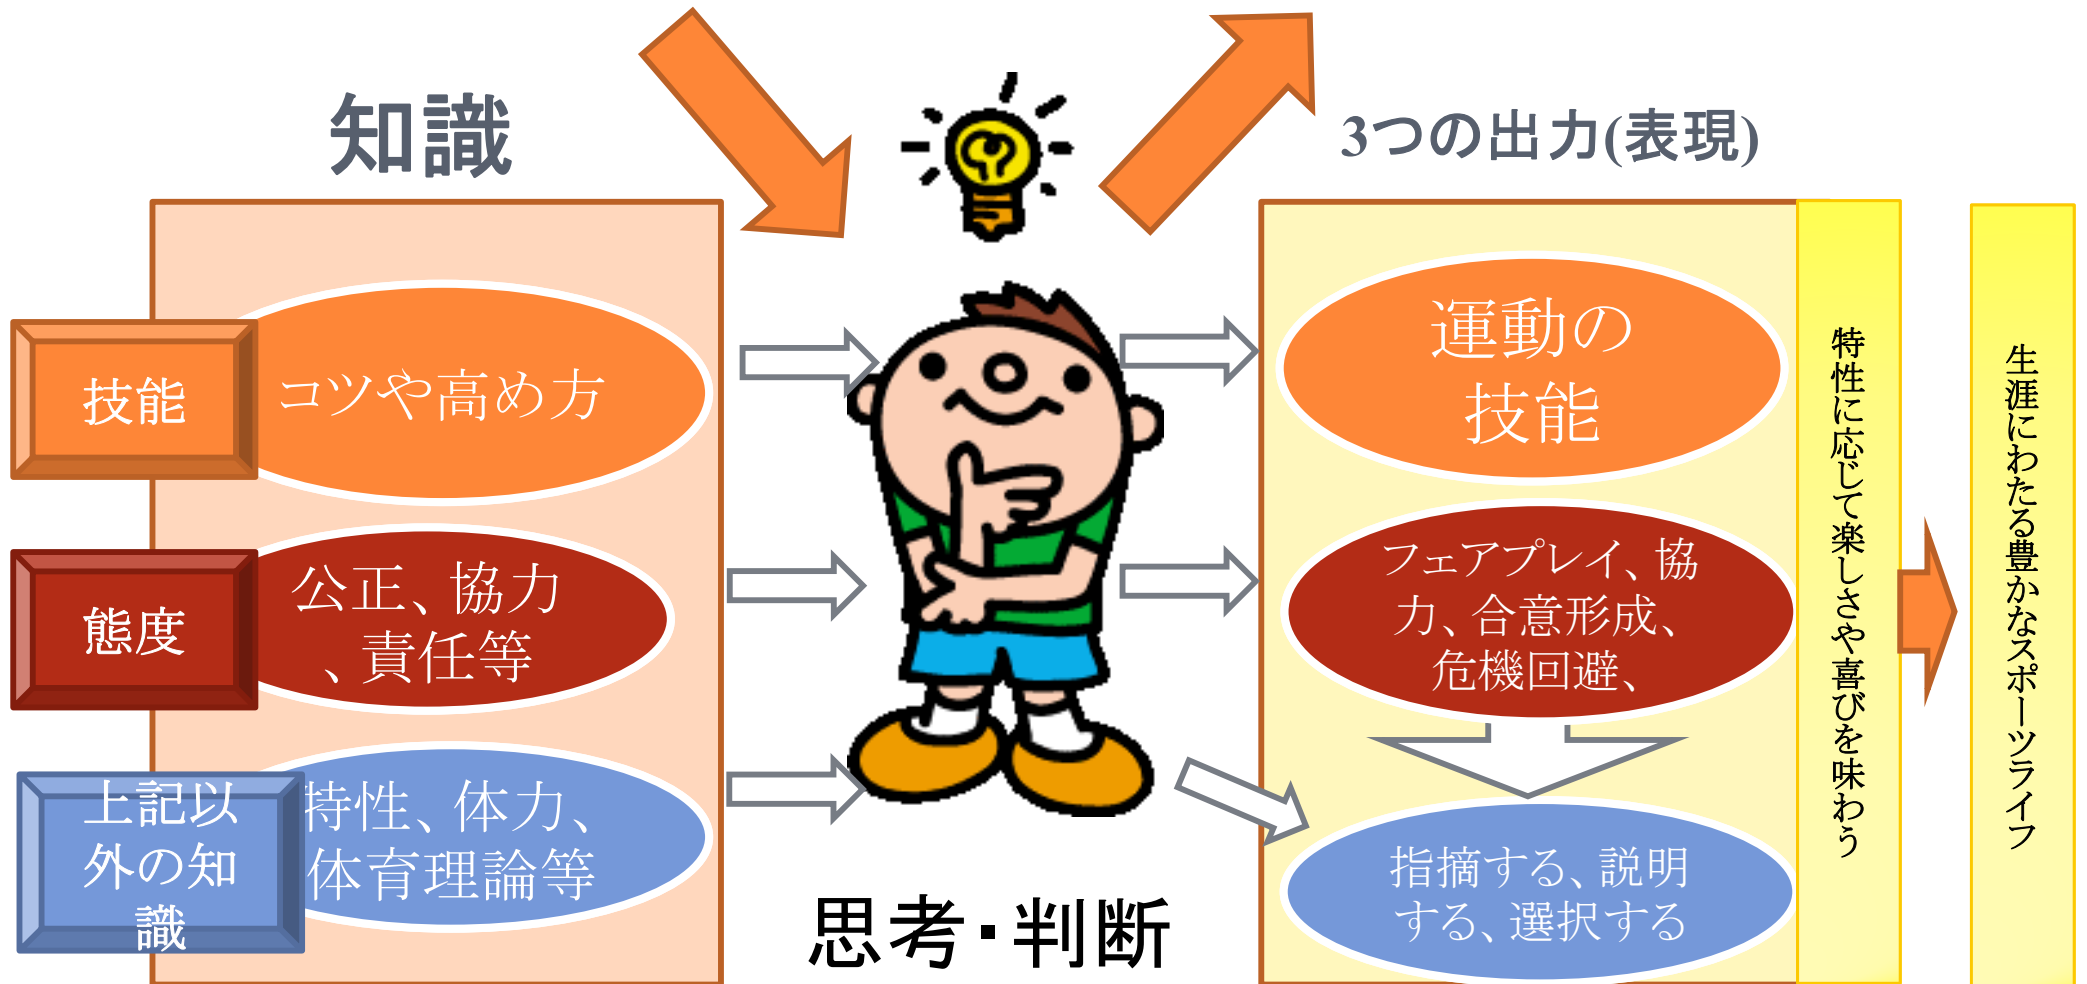 知識
3つの出力(表現)
技能
コツや高め方
態度
公正、協力
、責任等
上記以
外の知
識
特性、体力、
体育理論等
思考・判断
運動の
技能
フェアプレイ、協
力、合意形成、
危機回避、
指摘する、説明
する、選択する
特性に応じて楽しさや喜びを味わう
生涯にわたる豊かなスポーツライフ